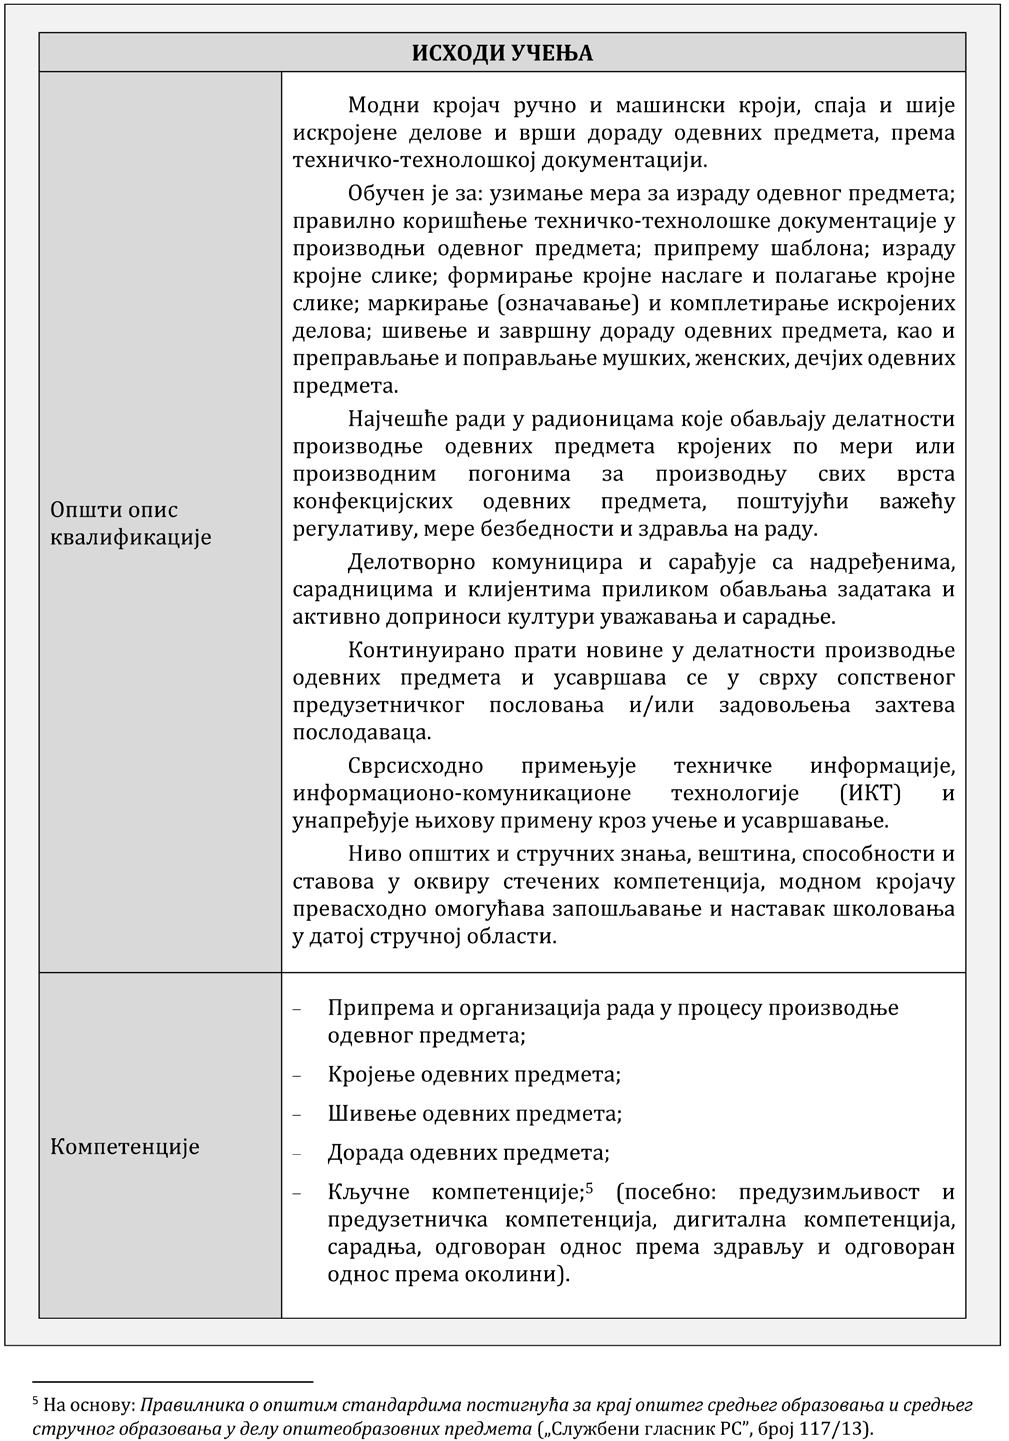 ИСХОДИ УЧЕЊА
Општи опис
квалификације
Модни кројач ручно и машински кроји, спаја и шије
искројене делове и врши дораду одевних предмета, према
техничко-технолошкој документацији.
Обучен је за: узимање мера за израду одевног предмета;
правилно коришћење техничко-технолошке документације у
производњи одевног предмета; припрему шаблона; израду
кројне слике; формирање кројне наслаге и полагање кројне
слике; маркирање (означавање) и комплетирање искројених
делова; шивење и завршну дораду одевних предмета, као и
преправљање и поправљање мушких, женских, дечјих одевних
предмета.
Најчешће ради у радионицама које обављају делатности
производње одевних предмета кројених по мери или
производним погонима за производњу свих врста
конфекцијских одевних предмета, поштујући важећу
регулативу, мере безбедности и здравља на раду.
Делотворно комуницира и сарађује са надређенима,
сарадницима и клијентима приликом обављања задатака и
активно доприноси култури уважавања и сарадње.
Континуирано прати новине у делатности производње
одевних предмета и усавршава се у сврху сопственог
предузетничког пословања и/или задовољења захтева
послодаваца.
Сврсисходно примењује техничке информације,
информационо-комуникационе технологије (ИКТ) и
унапређује њихову примену кроз учење и усавршавање.
Ниво општих и стручних знања, вештина, способности и
ставова у оквиру стечених компетенција, модном кројачу
превасходно омогућава запошљавање и наставак школовања
у датој стручној области.
Компетенције
– Припрема и организација рада у процесу производње
одевног предмета;
– Кројење одевних предмета;
– Шивење одевних предмета;
– Дорада одевних предмета;
– Кључне компетенције;⁵ (посебно: предузимљивост и
предузетничка компетенција, дигитална компетенција,
сарадња, одговоран однос према здрављу и одговоран
однос према околини).
⁵ На основу: Правилника о општим стандардима постигнућа за крај општег средњег образовања и средњег
стручног образовања у делу општеобразовних предмета („Службени гласник РС”, број 117/13).